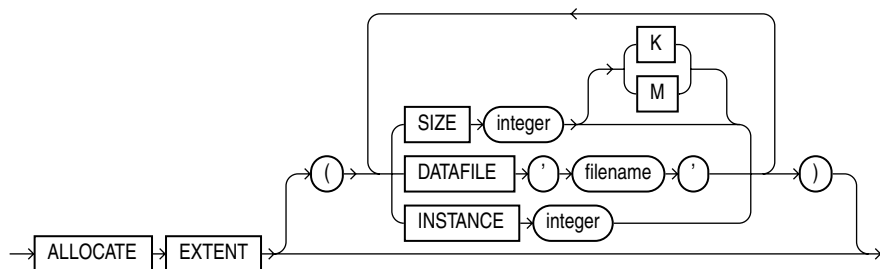 K
M
SIZE integer
( DATAFILE ’ filename ’ )
INSTANCE integer
ALLOCATE EXTENT